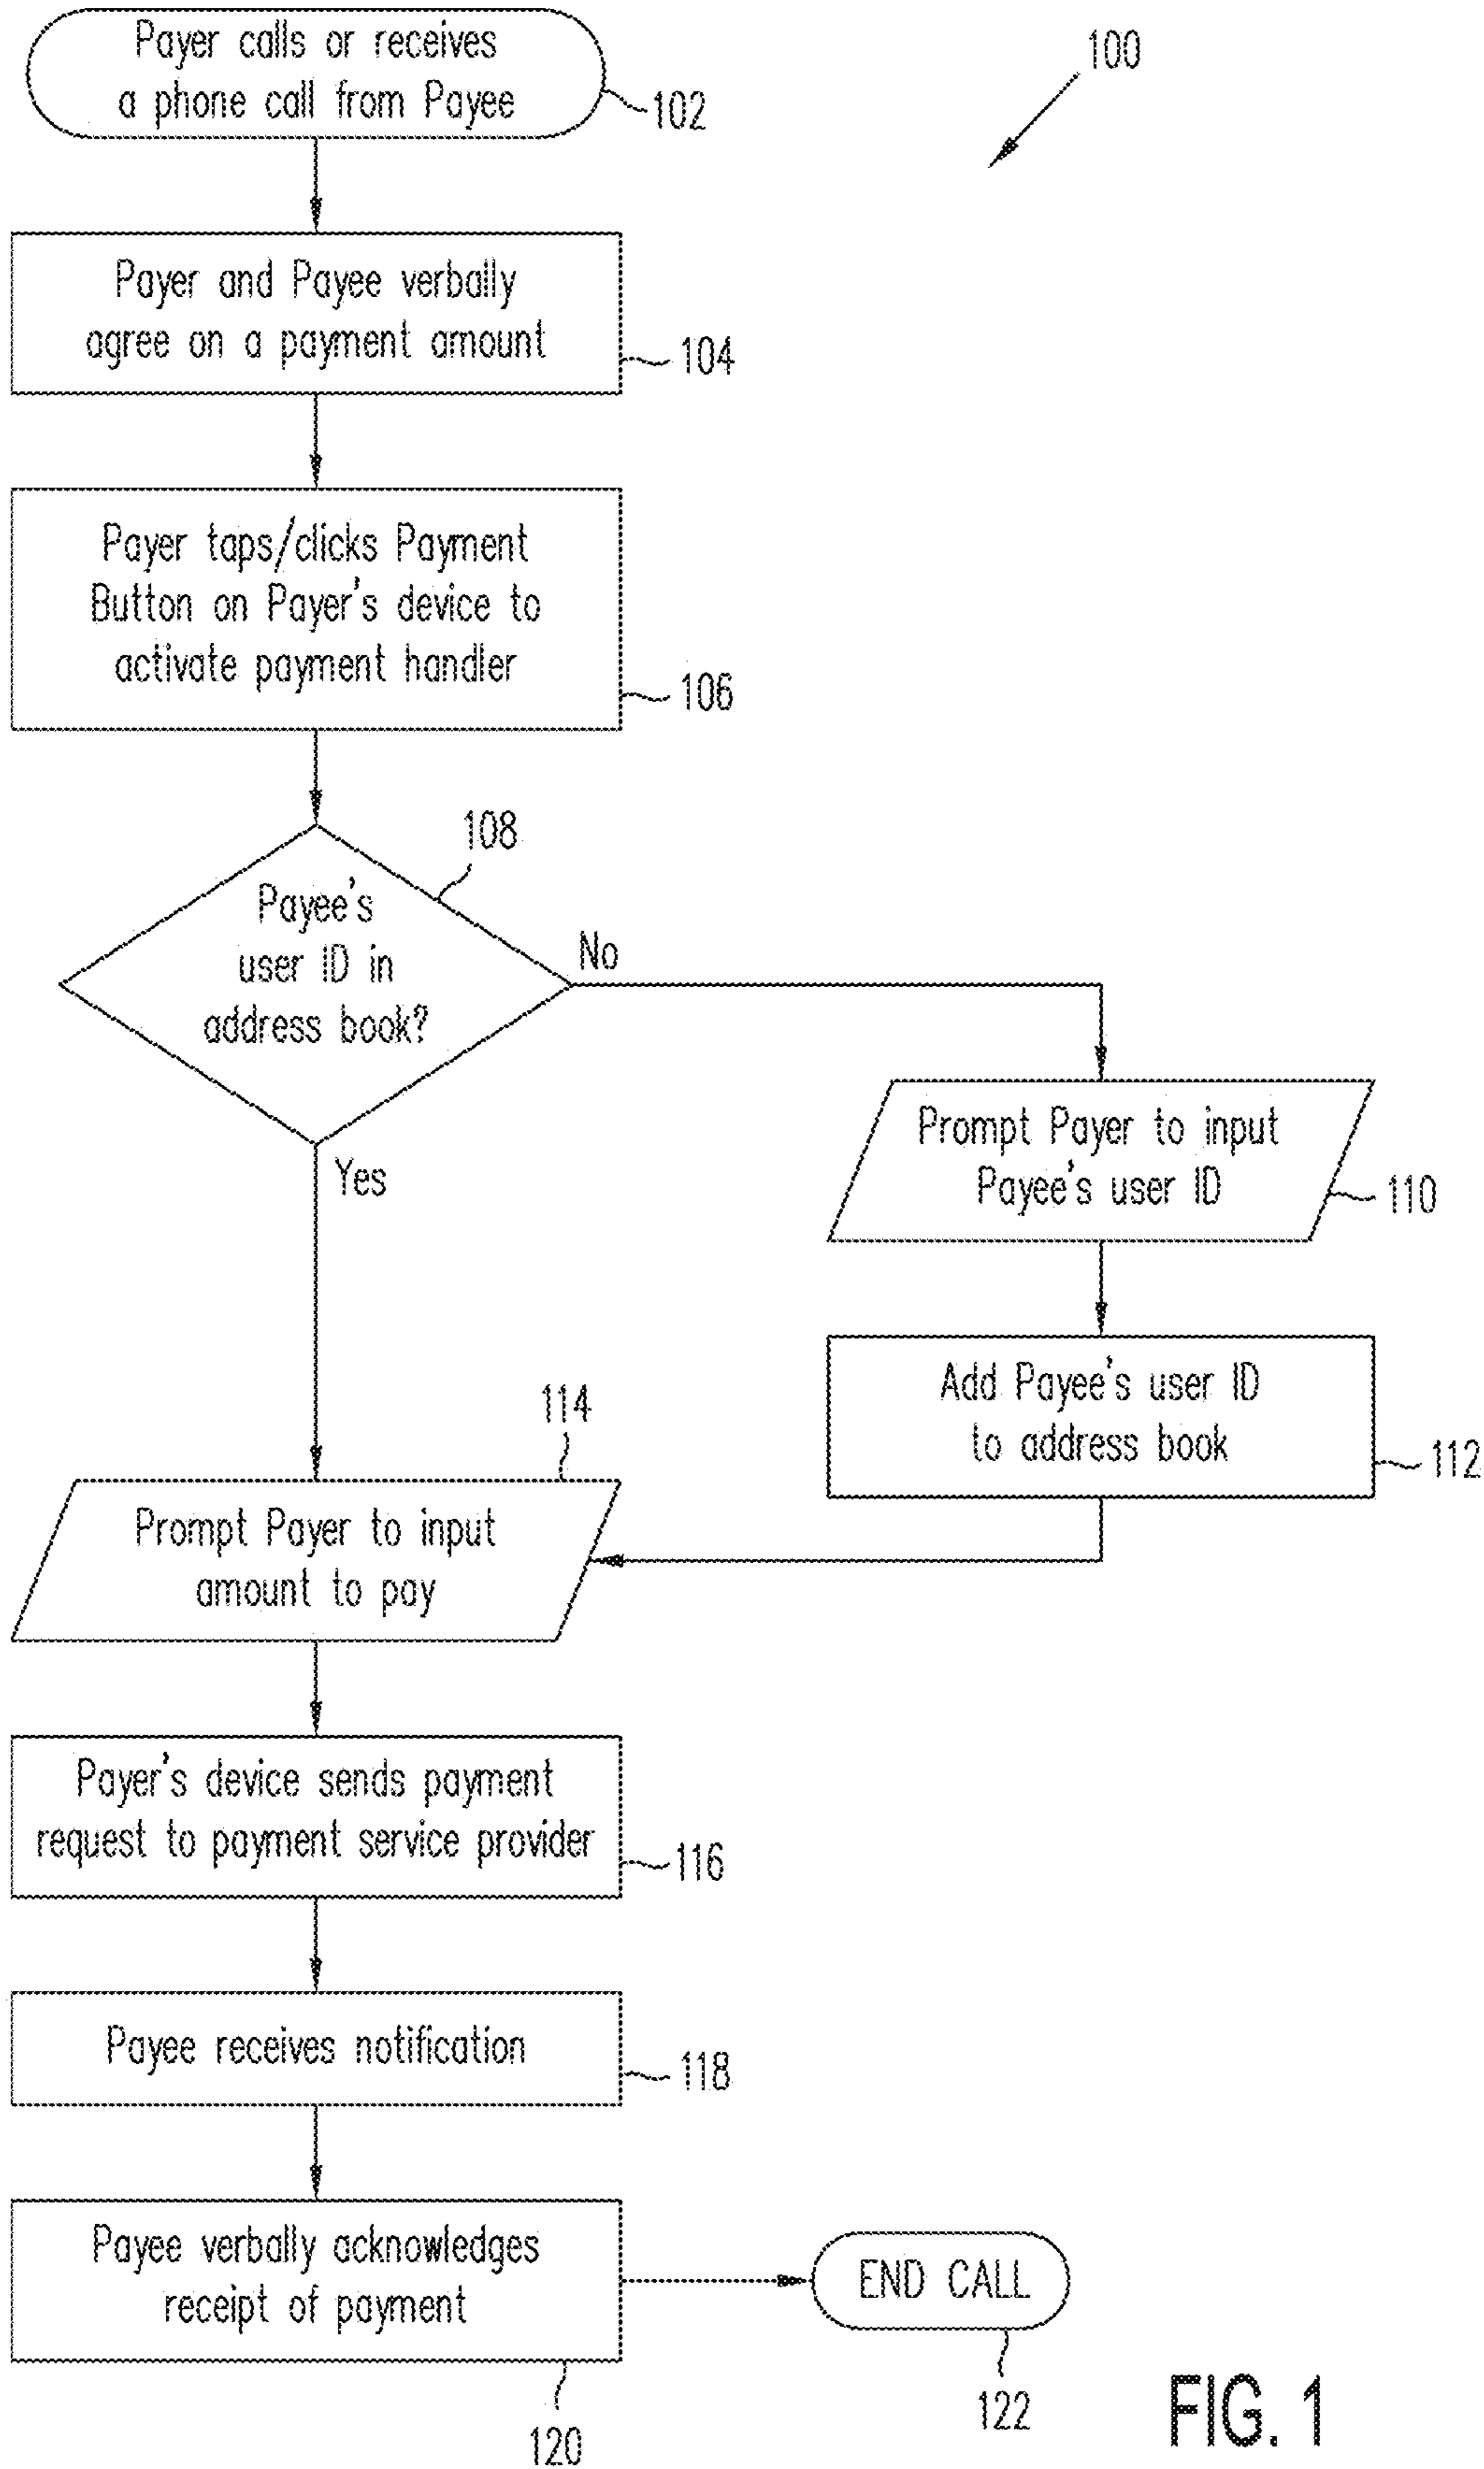 Payer calls or receives
a phone call from Payee
102
100
Payer and Payee verbally
agree on a payment amount
104
Payer taps/clicks Payment
Button on Payer's device to
activate payment handler
106
108
Payee's
user ID in
address book?
No
Yes
Prompt Payer to input
Payee's user ID
110
Add Payee's user ID
to address book
112
114
Prompt Payer to input
amount to pay
Payer's device sends payment
request to payment service provider
116
Payee receives notification
118
Payee verbally acknowledges
receipt of payment
120
END CALL
122
FIG. 1